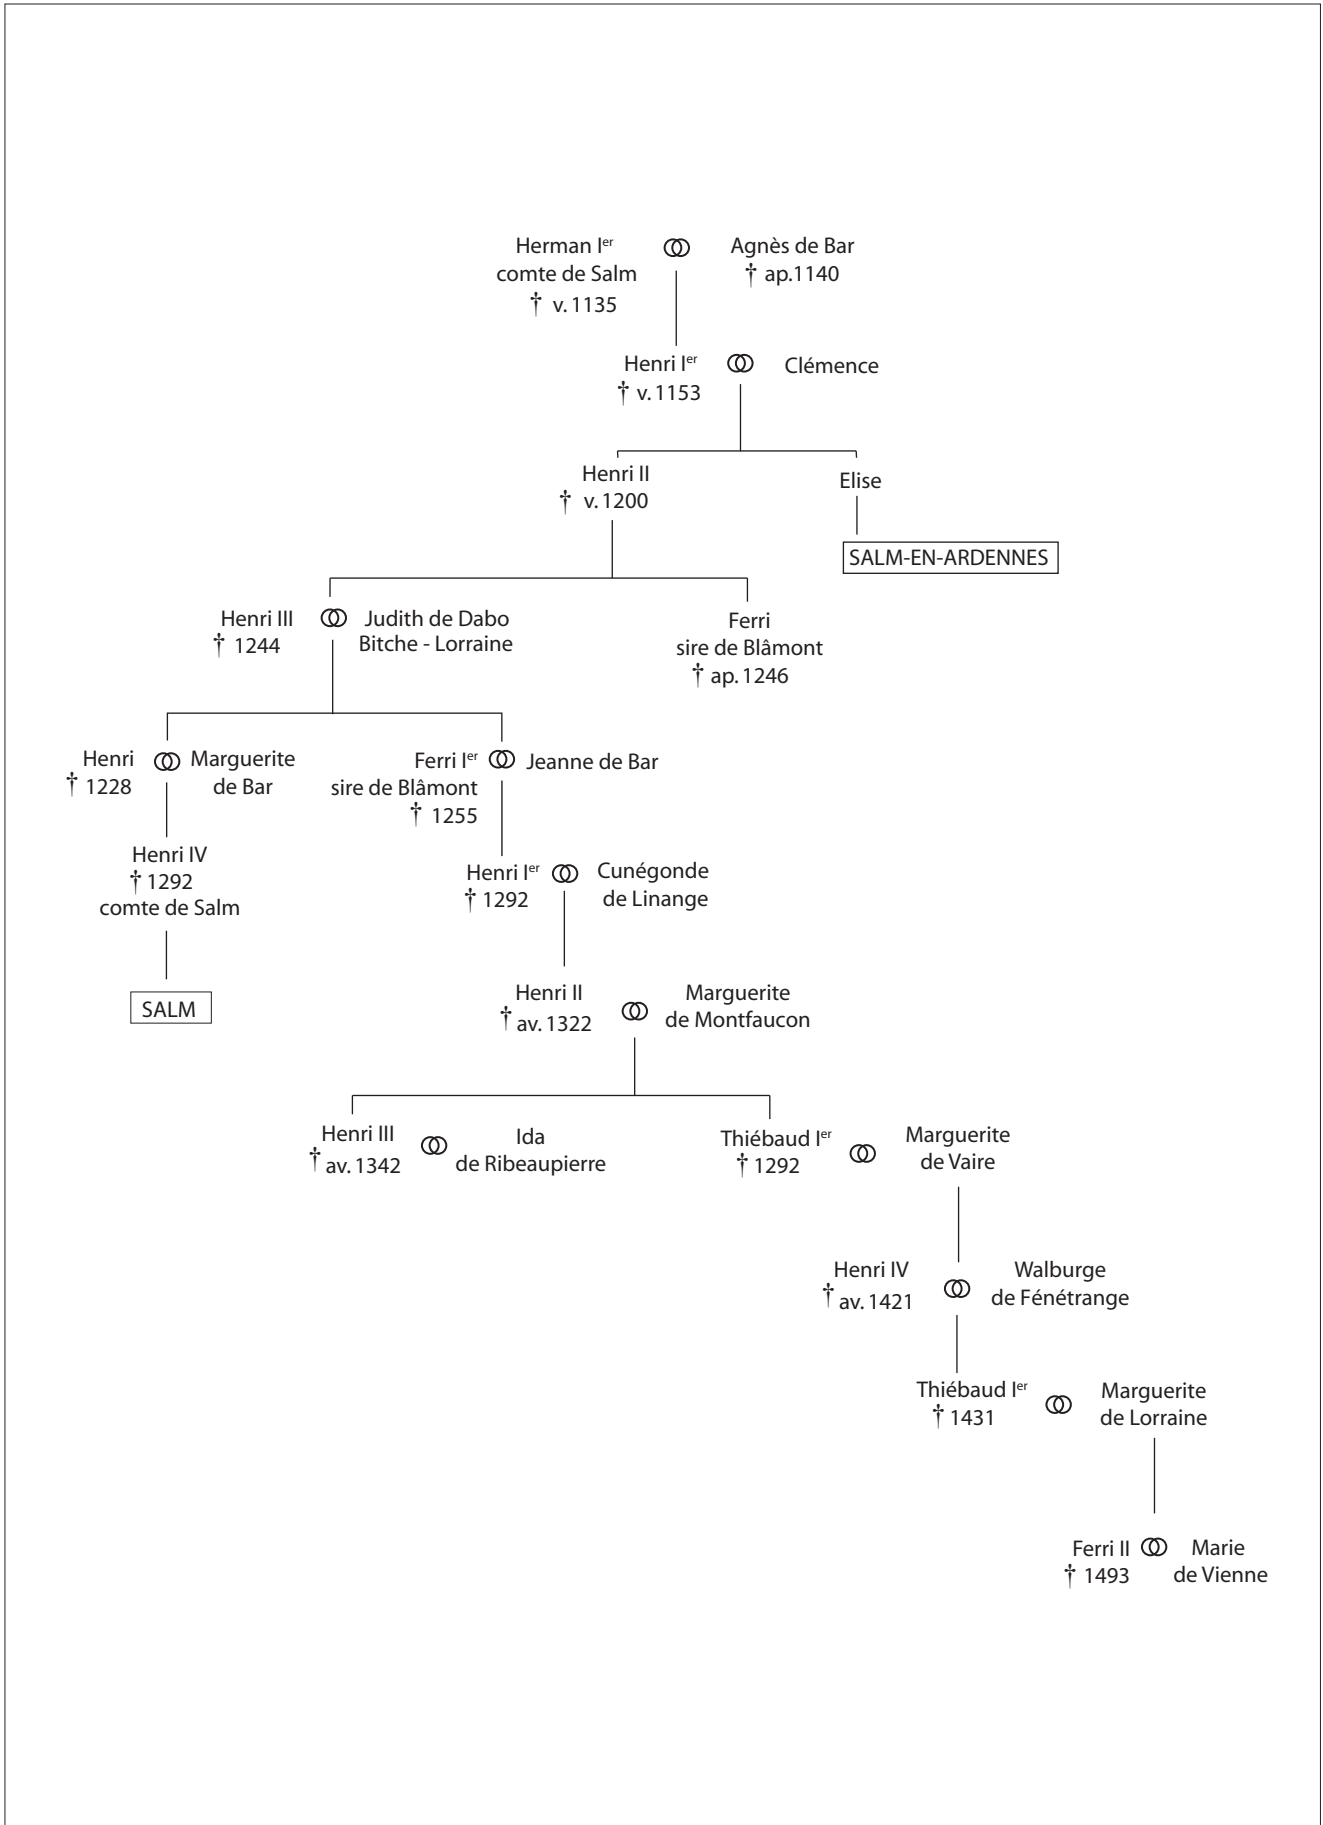 Herman Ier
comte de Salm
† v. 1135
Agnès de Bar
† ap.1140
Henri Ier
† v. 1153
Clémence
Henri II
† v. 1200
Elise
SALM-EN-ARDENNES
Henri III
† 1244
Judith de Dabo
Bitche - Lorraine
Ferri
sire de Blâmont
† ap. 1246
Henri
† 1228
Marguerite
de Bar
Ferri Ier
sire de Blâmont
† 1255
Jeanne de Bar
Henri IV
† 1292
comte de Salm
Henri Ier
† 1292
Cunégonde
de Linange
SALM
Henri II
† av. 1322
Marguerite
de Montfaucon
Henri III
† av. 1342
Ida
de Ribeaupierre
Thiébaud Ier
† 1292
Marguerite
de Vaire
Henri IV
† av. 1421
Walburge
de Fénétrange
Thiébaud Ier
† 1431
Marguerite
de Lorraine
Ferri II
† 1493
Marie
de Vienne